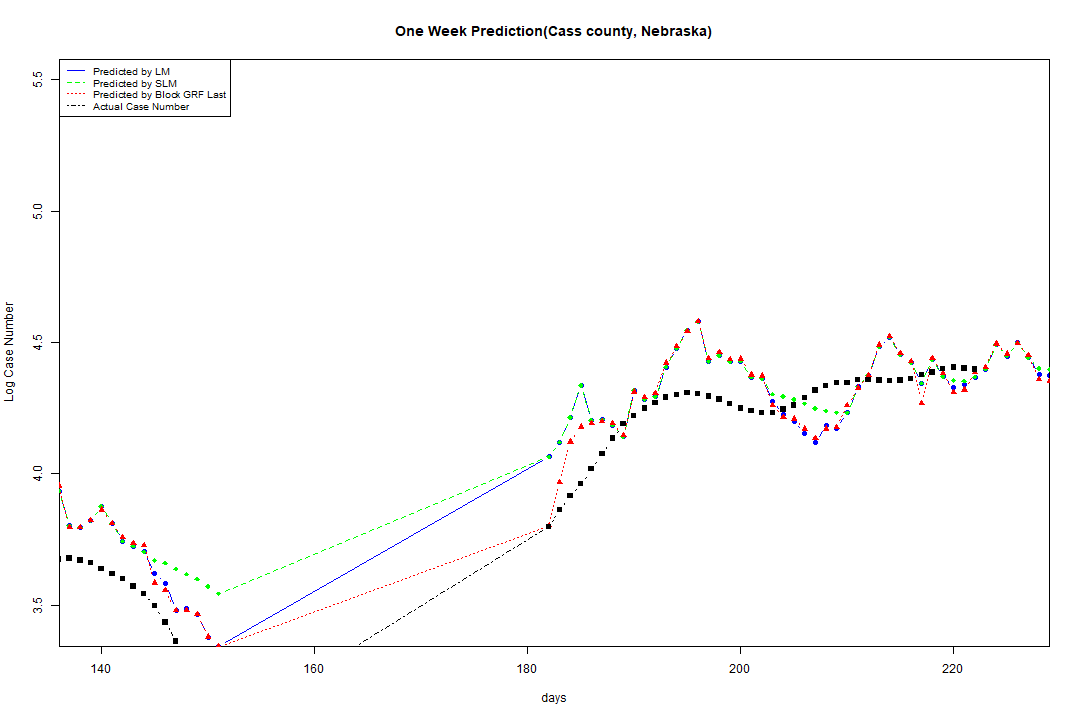 One Week Prediction(Cass county, Nebraska)
Predicted by LM
Predicted by SLM
Predicted by Block GRF Last
Actual Case Number
5.5
5.0
4.5
4.0
3.5
Log Case Number
140 160 180 200 220
days